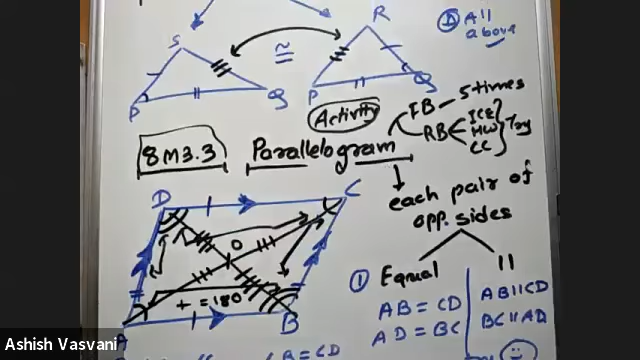 D All
above
S
R
≅
P
Q
P
Q
Activity
FB - 5 times
RB
ICE
HW
CC
Try
8M3.3
Parallelogram
each pair of
opp. sides
D
C
O
+ = 180
A
B
① Equal
||
AB = CD
AD = BC
AB || CD
BC || AD
B = CD
Ashish Vasvani